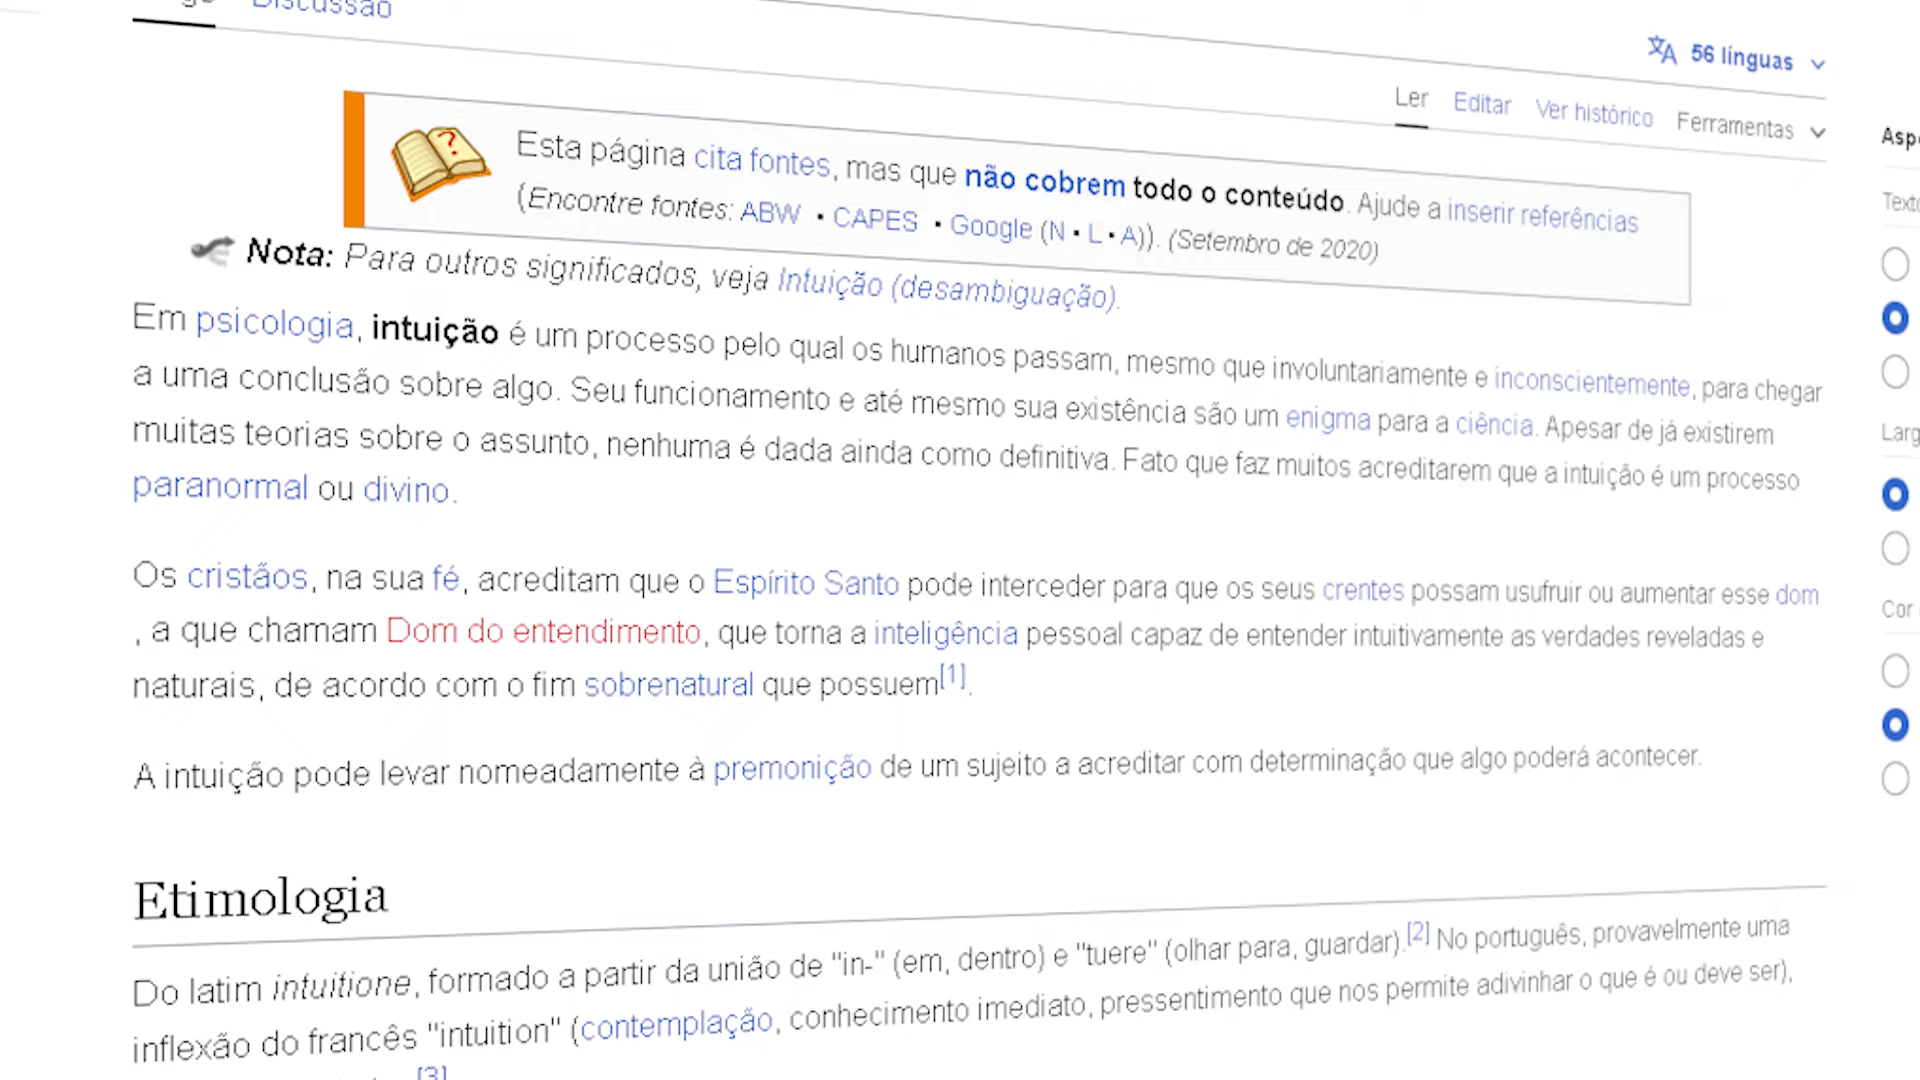 Discussão
56 línguas
Ler Editar Ver histórico Ferramentas
Esta página cita fontes, mas que não cobrem todo o conteúdo. Ajude a inserir referências
(Encontre fontes: ABW • CAPES • Google (N • L • A)). (Setembro de 2020)
Nota: Para outros significados, veja Intuição (desambiguação).
Em psicologia, intuição é um processo pelo qual os humanos passam, mesmo que involuntariamente e inconscientemente, para chegar
a uma conclusão sobre algo. Seu funcionamento e até mesmo sua existência são um enigma para a ciência. Apesar de já existirem
muitas teorias sobre o assunto, nenhuma é dada ainda como definitiva. Fato que faz muitos acreditarem que a intuição é um processo
paranormal ou divino.
Os cristãos, na sua fé, acreditam que o Espírito Santo pode interceder para que os seus crentes possam usufruir ou aumentar esse dom
, a que chamam Dom do entendimento, que torna a inteligência pessoal capaz de entender intuitivamente as verdades reveladas e
naturais, de acordo com o fim sobrenatural que possuem[1].
A intuição pode levar nomeadamente à premonição de um sujeito a acreditar com determinação que algo poderá acontecer.
Etimologia
Do latim intuitione, formado a partir da união de "in-" (em, dentro) e "tuere" (olhar para, guardar).[2] No português, provavelmente uma
inflexão do francês "intuition" (contemplação, conhecimento imediato, pressentimento que nos permite adivinhar o que é ou deve ser),
[3]
Asp
Text
Larg
Cor